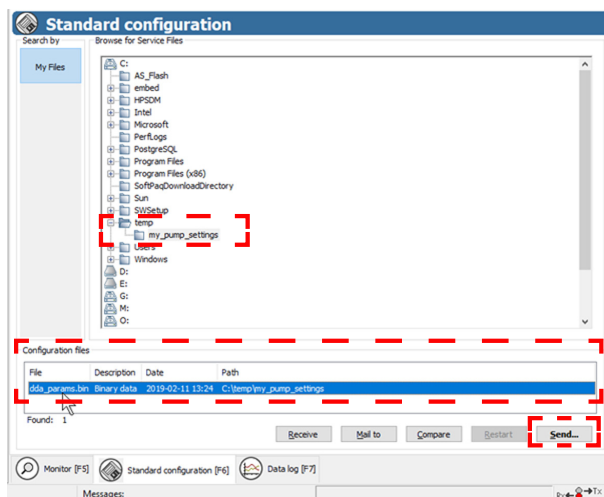 Standard configuration
Search by
Browse for Service Files
My Files
C:
AS_Flash
embed
HPSDM
Intel
Microsoft
PerfLogs
PostgreSQL
Program Files
Program Files (x86)
SoftPaqDownloadDirectory
Sun
SWSetup
temp
my_pump_settings
Users
Windows
D:
E:
G:
M:
O:
Configuration files
File Description Date Path
dda_params.bin Binary data 2019-02-11 13:24 C:\temp\my_pump_settings
Found: 1
Receive Mail to Compare Restart Send...
Monitor [F5] Standard configuration [F6] Data log [F7]
Messages:
Rx Tx